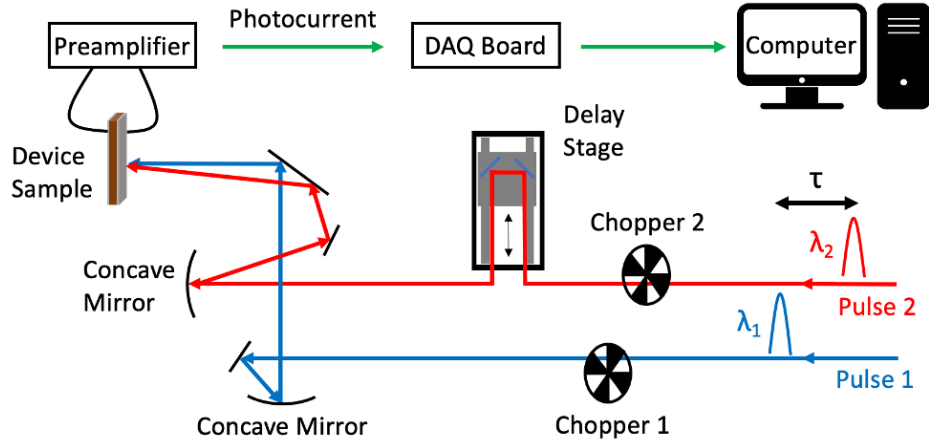 Photocurrent
Preamplifier
DAQ Board
Computer
Delay
Stage
Device
Sample
τ
Chopper 2
λ2
Concave
Mirror
Pulse 2
λ1
Pulse 1
Concave Mirror
Chopper 1